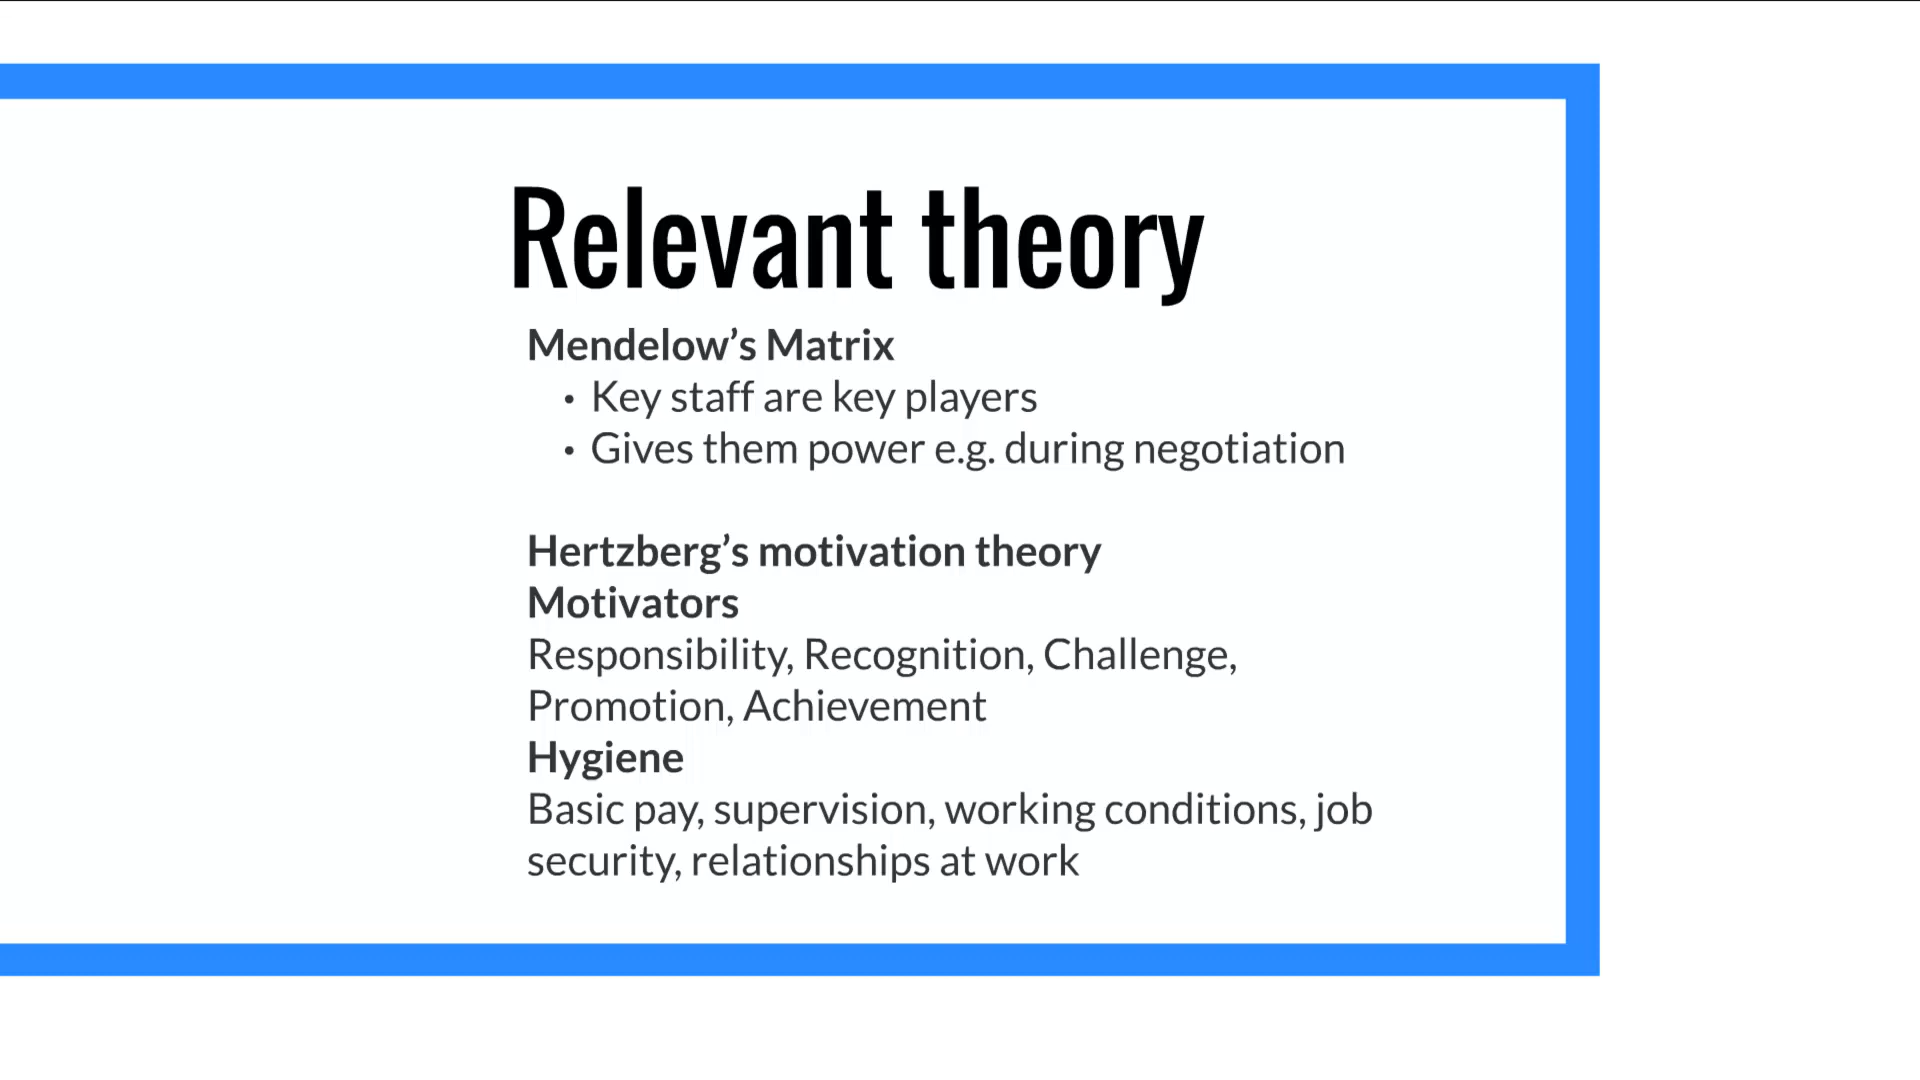 Relevant theory
Mendelow’s Matrix
• Key staff are key players
• Gives them power e.g. during negotiation
Hertzberg’s motivation theory
Motivators
Responsibility, Recognition, Challenge,
Promotion, Achievement
Hygiene
Basic pay, supervision, working conditions, job
security, relationships at work